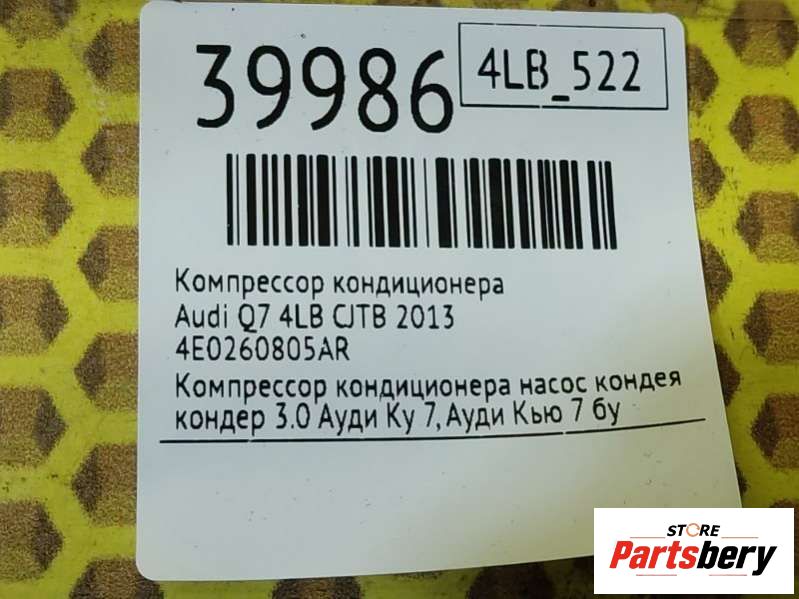 39986
4LB_522
Компрессор кондиционера
Audi Q7 4LB CJTB 2013
4E0260805AR
Компрессор кондиционера насос кондея
кондер 3.0 Ауди Ку 7, Ауди Кью 7 бу
STORE
Partsbery